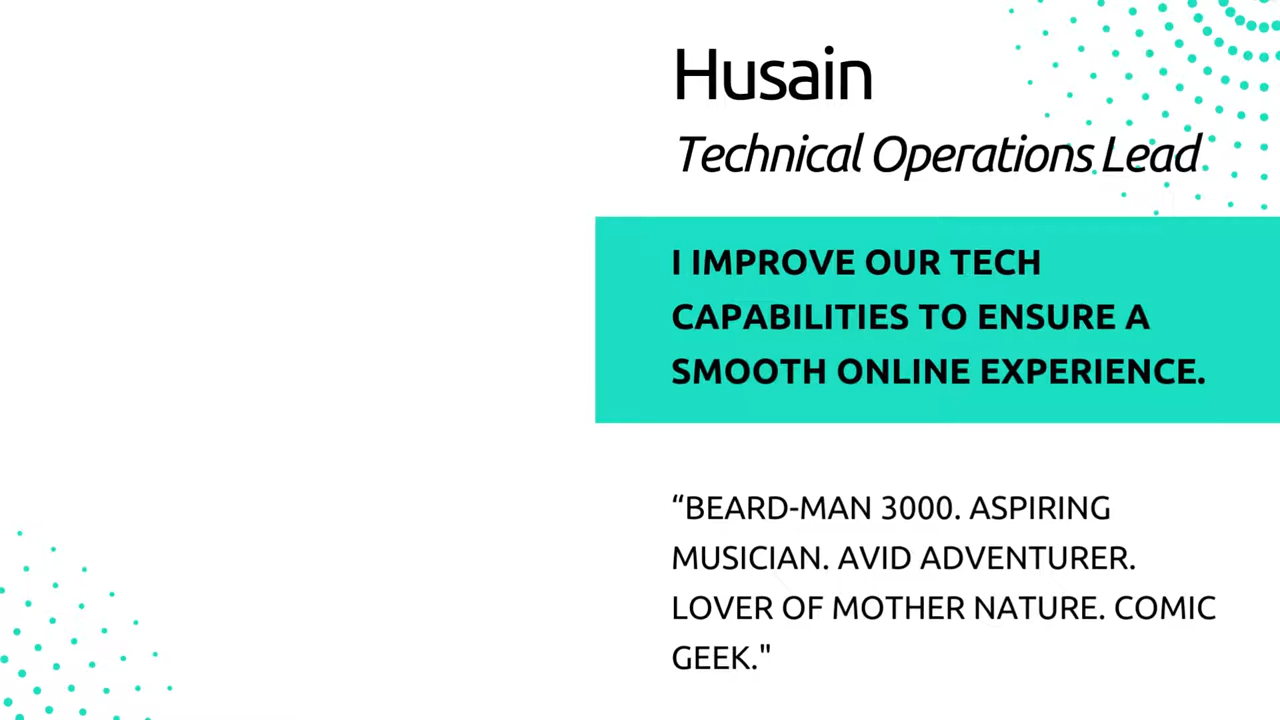 Husain
Technical Operations Lead
I IMPROVE OUR TECH
CAPABILITIES TO ENSURE A
SMOOTH ONLINE EXPERIENCE.
“BEARD-MAN 3000. ASPIRING
MUSICIAN. AVID ADVENTURER.
LOVER OF MOTHER NATURE. COMIC
GEEK."